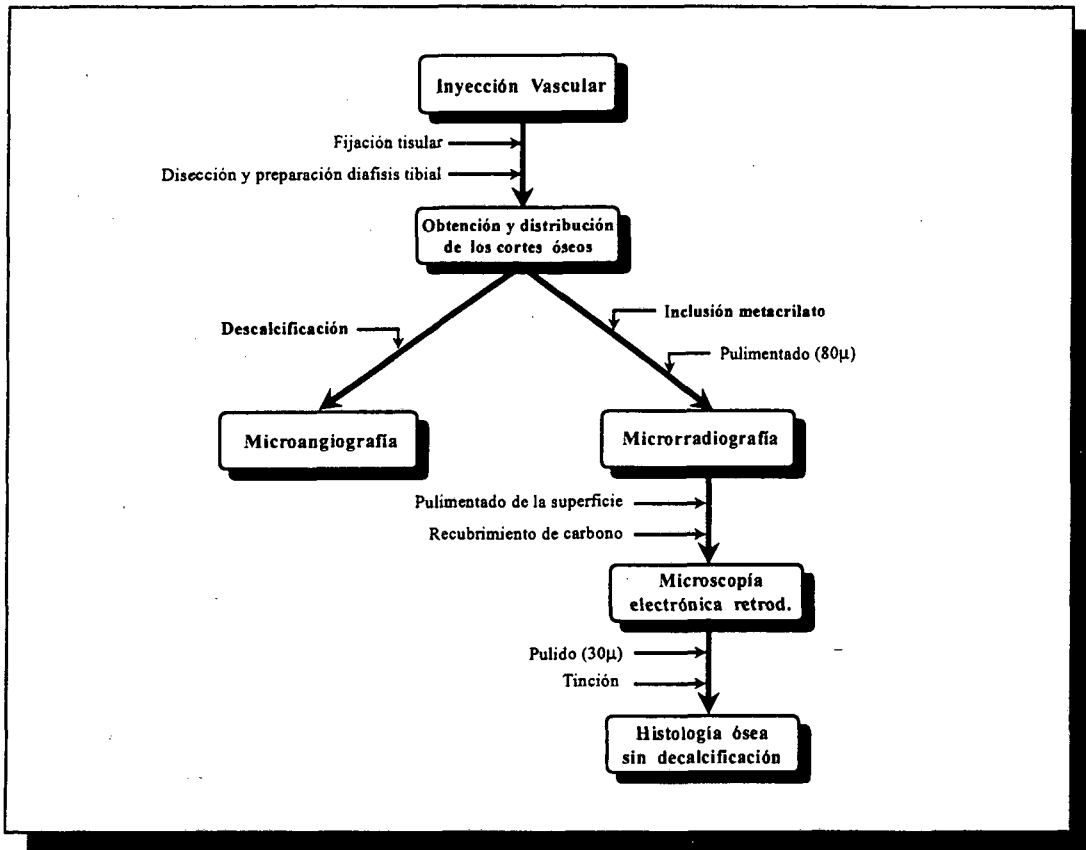 Inyección Vascular
Fijación tisular
Disección y preparación diafisis tibial
Obtención y distribución
de los cortes óseos
Descalcificación
Inclusión metacrilato
Pulimentado (80μ)
Microangiografía
Microrradiografía
Pulimentado de la superficie
Recubrimiento de carbono
Microscopía
electrónica retrod.
Pulido (30μ)
Tinción
Histología ósea
sin decalcificación